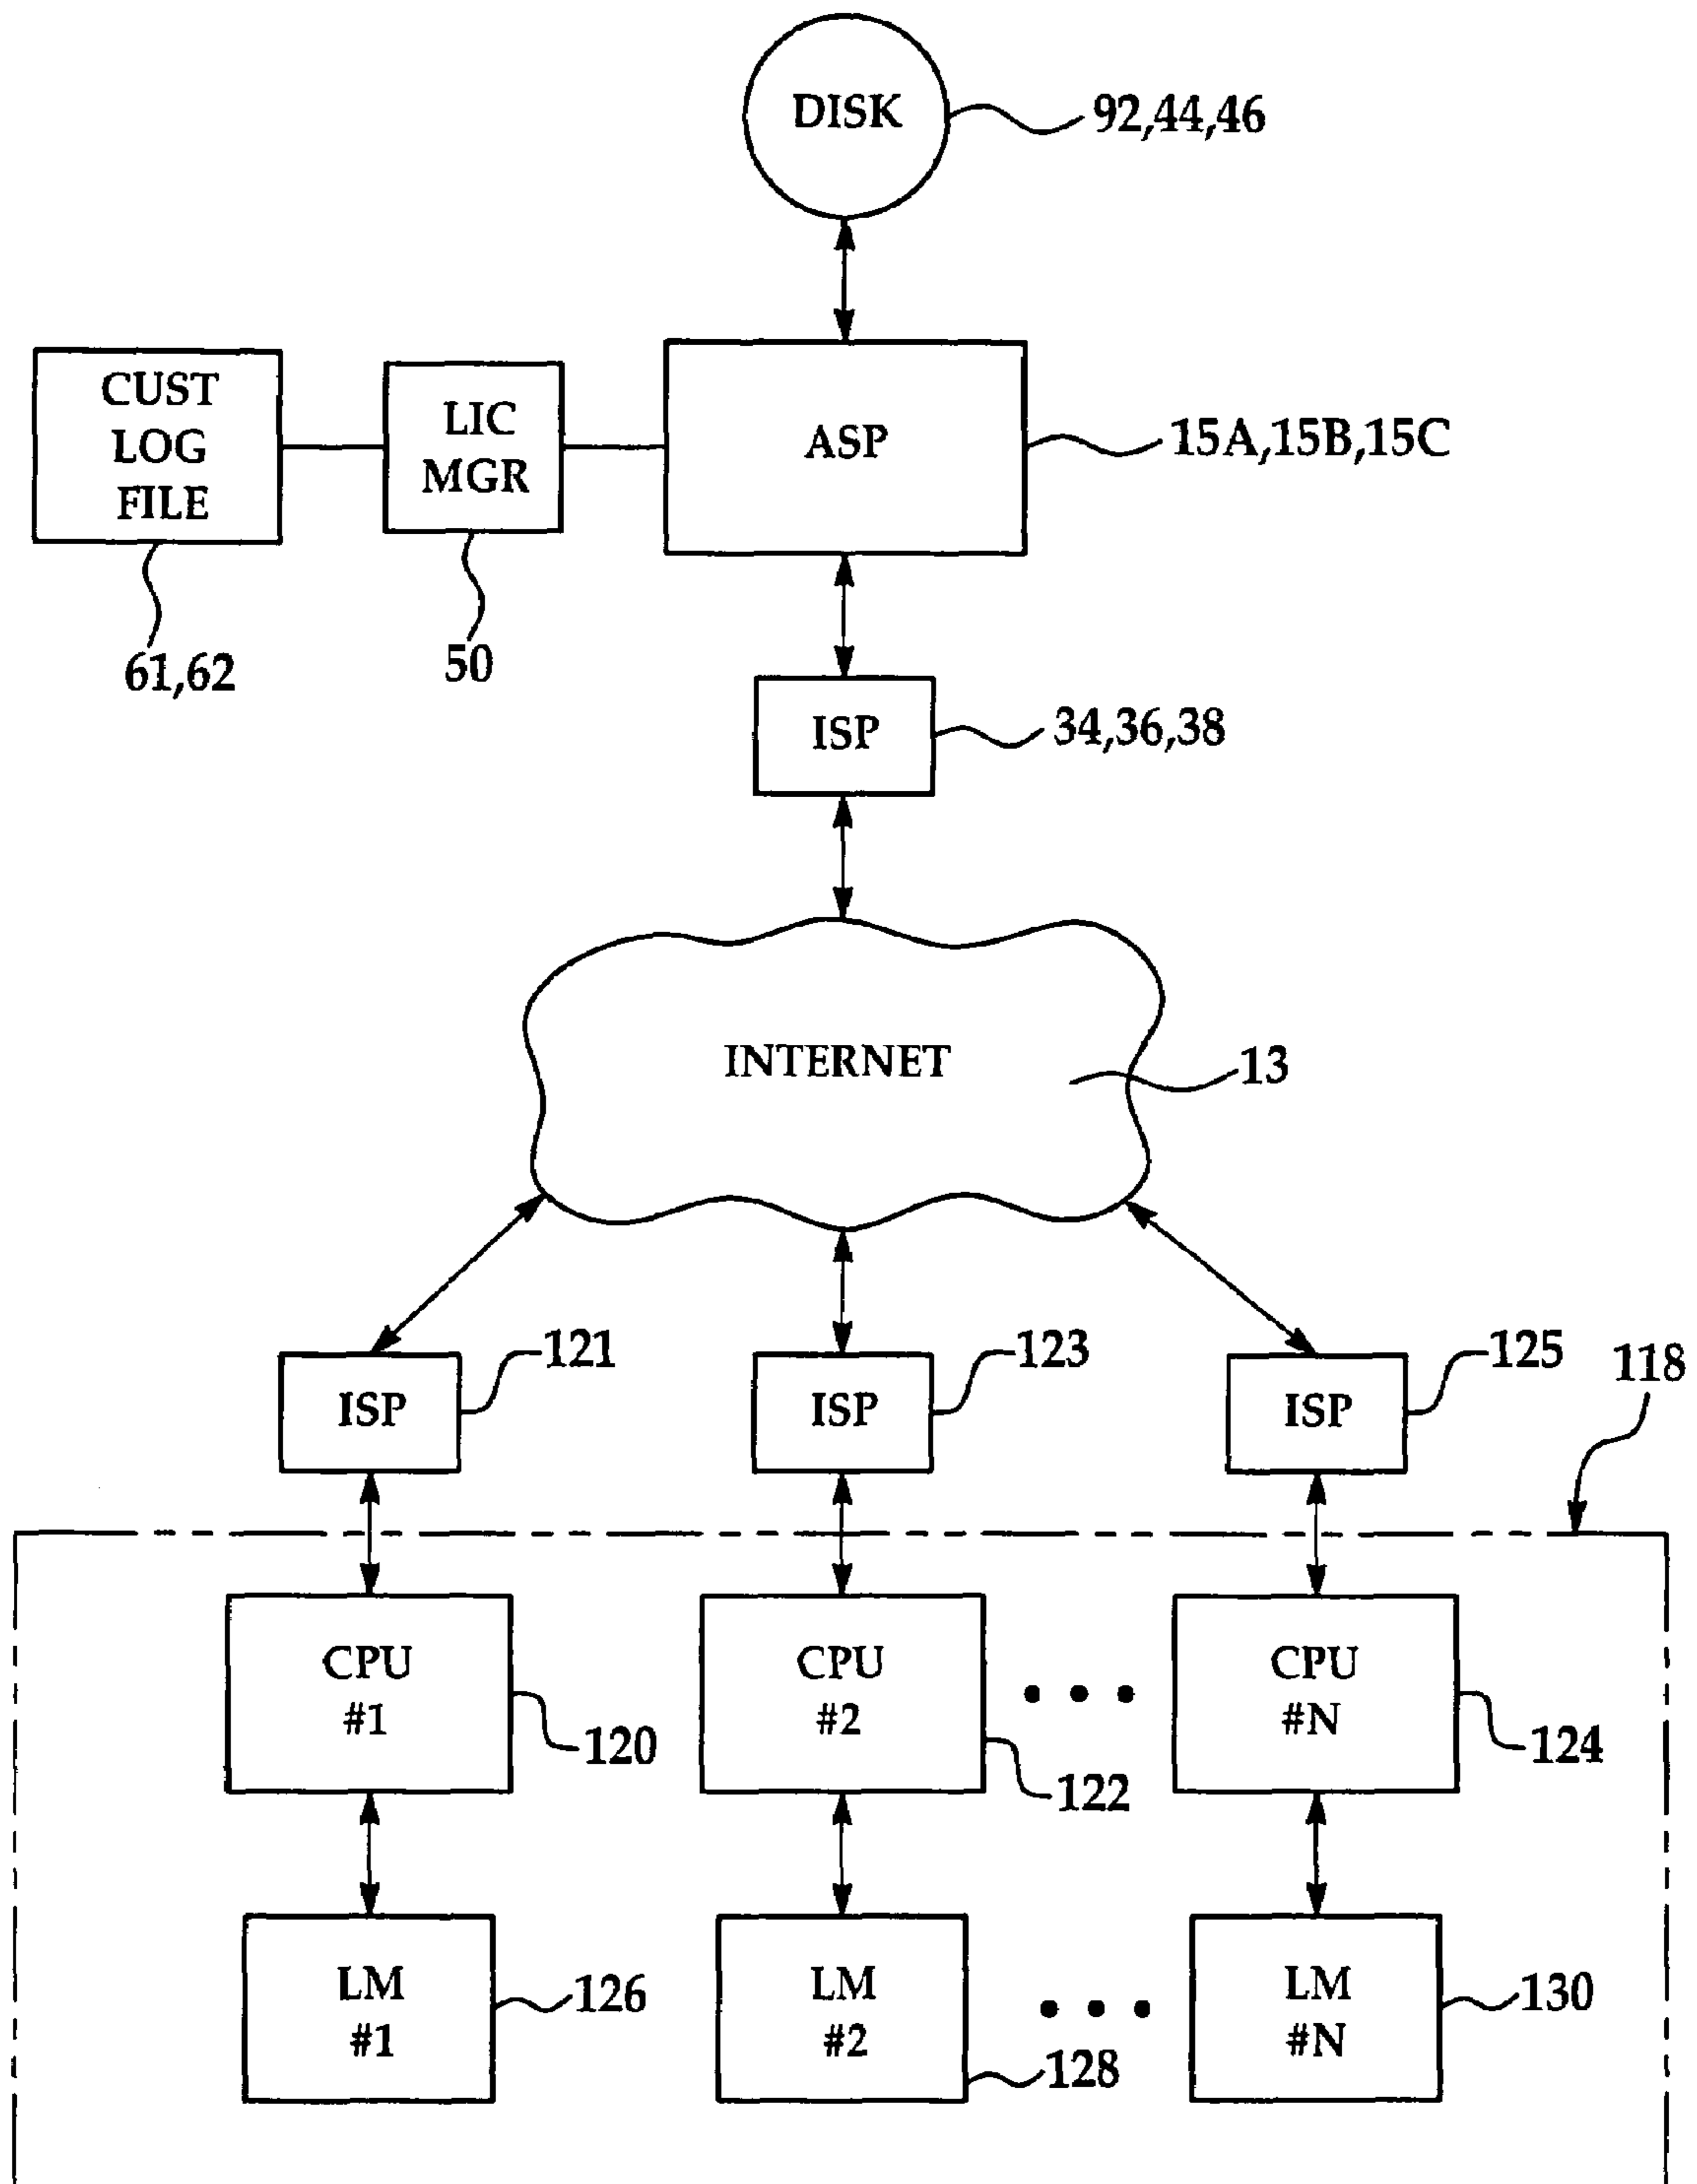 DISK
92,44,46
CUST
LOG
FILE
LIC
MGR
ASP
15A,15B,15C
61,62
50
ISP
34,36,38
INTERNET
13
121
123
125
118
ISP
ISP
ISP
CPU
#1
CPU
#2
CPU
#N
120
122
124
LM
#1
LM
#2
LM
#N
126
128
130